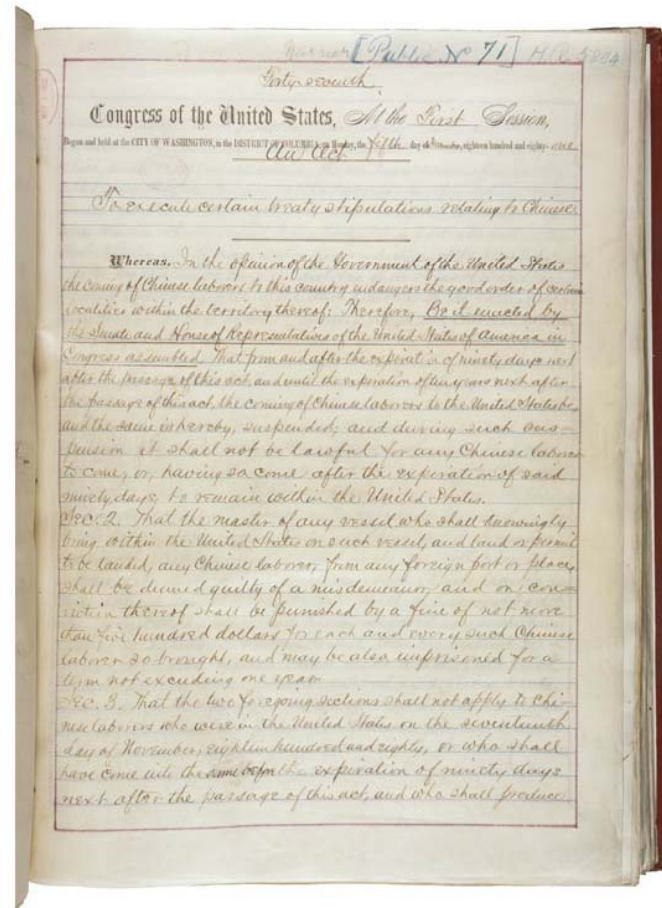 [Public No 71] H.R. 5804
Forty-seventh
Congress of the United States, At the First Session,
Begun and held at the CITY OF WASHINGTON, in the DISTRICT OF COLUMBIA, on Monday, the fifth day of December, eighteen hundred and eighty-one
An Act
To execute certain treaty stipulations relating to Chinese.
Whereas, In the opinion of the Government of the United States
the coming of Chinese laborers to this country endangers the good order of certain
localities within the territory thereof: Therefore, Be it enacted by
the Senate and House of Representatives of the United States of America in
Congress assembled, That from and after the expiration of ninety days next
after the passage of this act, and until the expiration of ten years next after
the passage of this act, the coming of Chinese laborers to the United States be,
and the same is hereby, suspended; and during such sus-
pension it shall not be lawful for any Chinese laborer
to come, or, having so come after the expiration of said
ninety days, to remain within the United States.
Sec. 2. That the master of any vessel who shall knowingly
bring within the United States on such vessel, and land or permit
to be landed, any Chinese laborer, from any foreign port or place,
shall be deemed guilty of a misdemeanor, and on con-
viction thereof shall be punished by a fine of not more
than five hundred dollars for each and every such Chinese
laborer so brought, and may be also imprisoned for a
term not exceeding one year.
Sec. 3. That the two foregoing sections shall not apply to Chi-
nese laborers who were in the United States on the seventeenth
day of November, eighteen hundred and eighty, or who shall
have come into the same before the expiration of ninety days
next after the passage of this act, and who shall produce